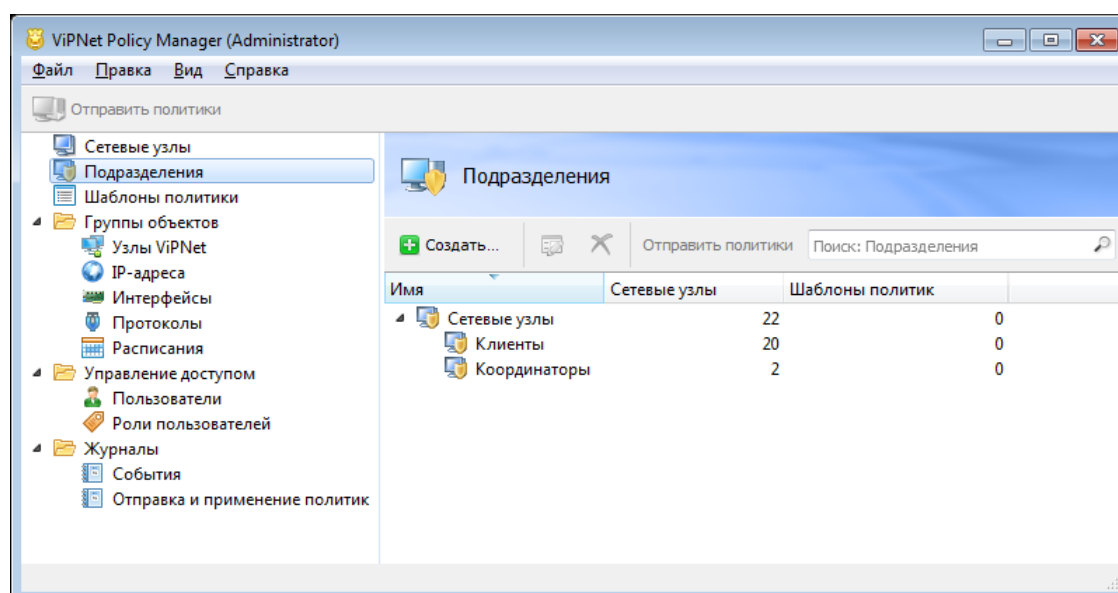 ViPNet Policy Manager (Administrator)
Файл Правка Вид Справка
Отправить политики
Сетевые узлы
Подразделения
Шаблоны политики
Группы объектов
Узлы ViPNet
IP-адреса
Интерфейсы
Протоколы
Расписания
Управление доступом
Пользователи
Роли пользователей
Журналы
События
Отправка и применение политик
Подразделения
Создать... Отправить политики Поиск: Подразделения
Имя Сетевые узлы Шаблоны политик
Сетевые узлы 22 0
Клиенты 20 0
Координаторы 2 0